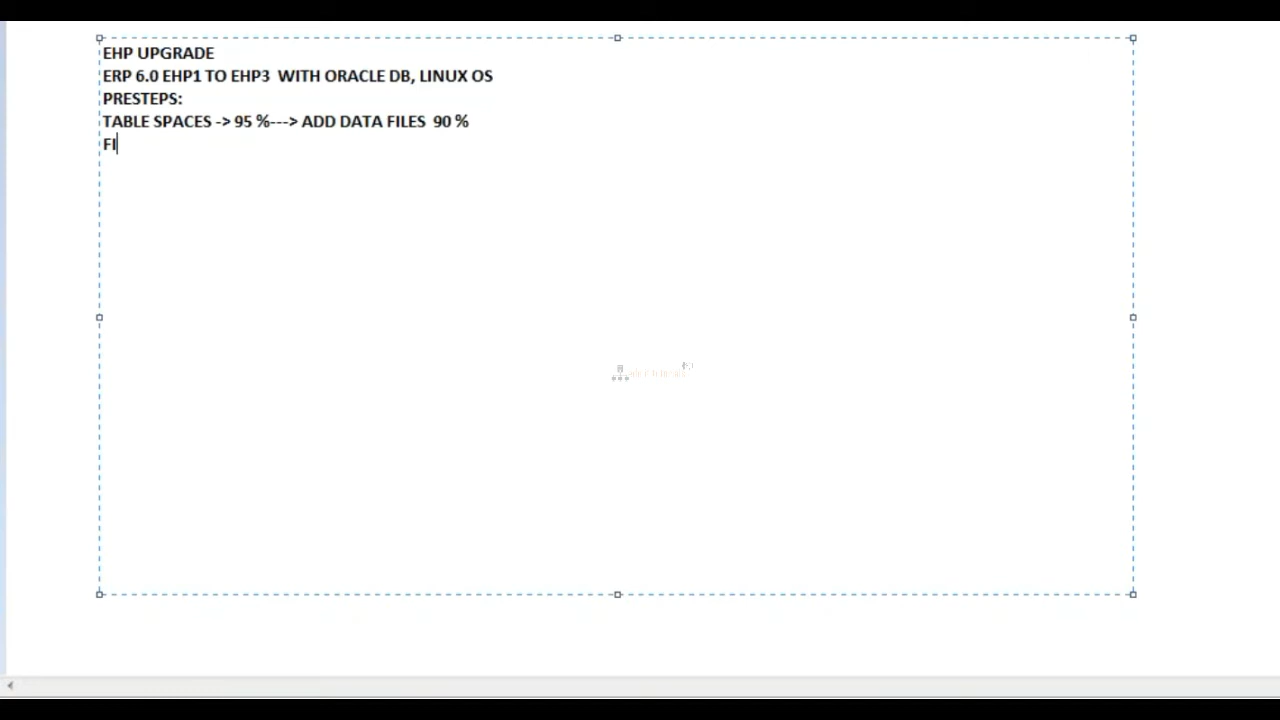 EHP UPGRADE
ERP 6.0 EHP1 TO EHP3  WITH ORACLE DB, LINUX OS
PRESTEPS:
TABLE SPACES -> 95 %---> ADD DATA FILES  90 %
FI